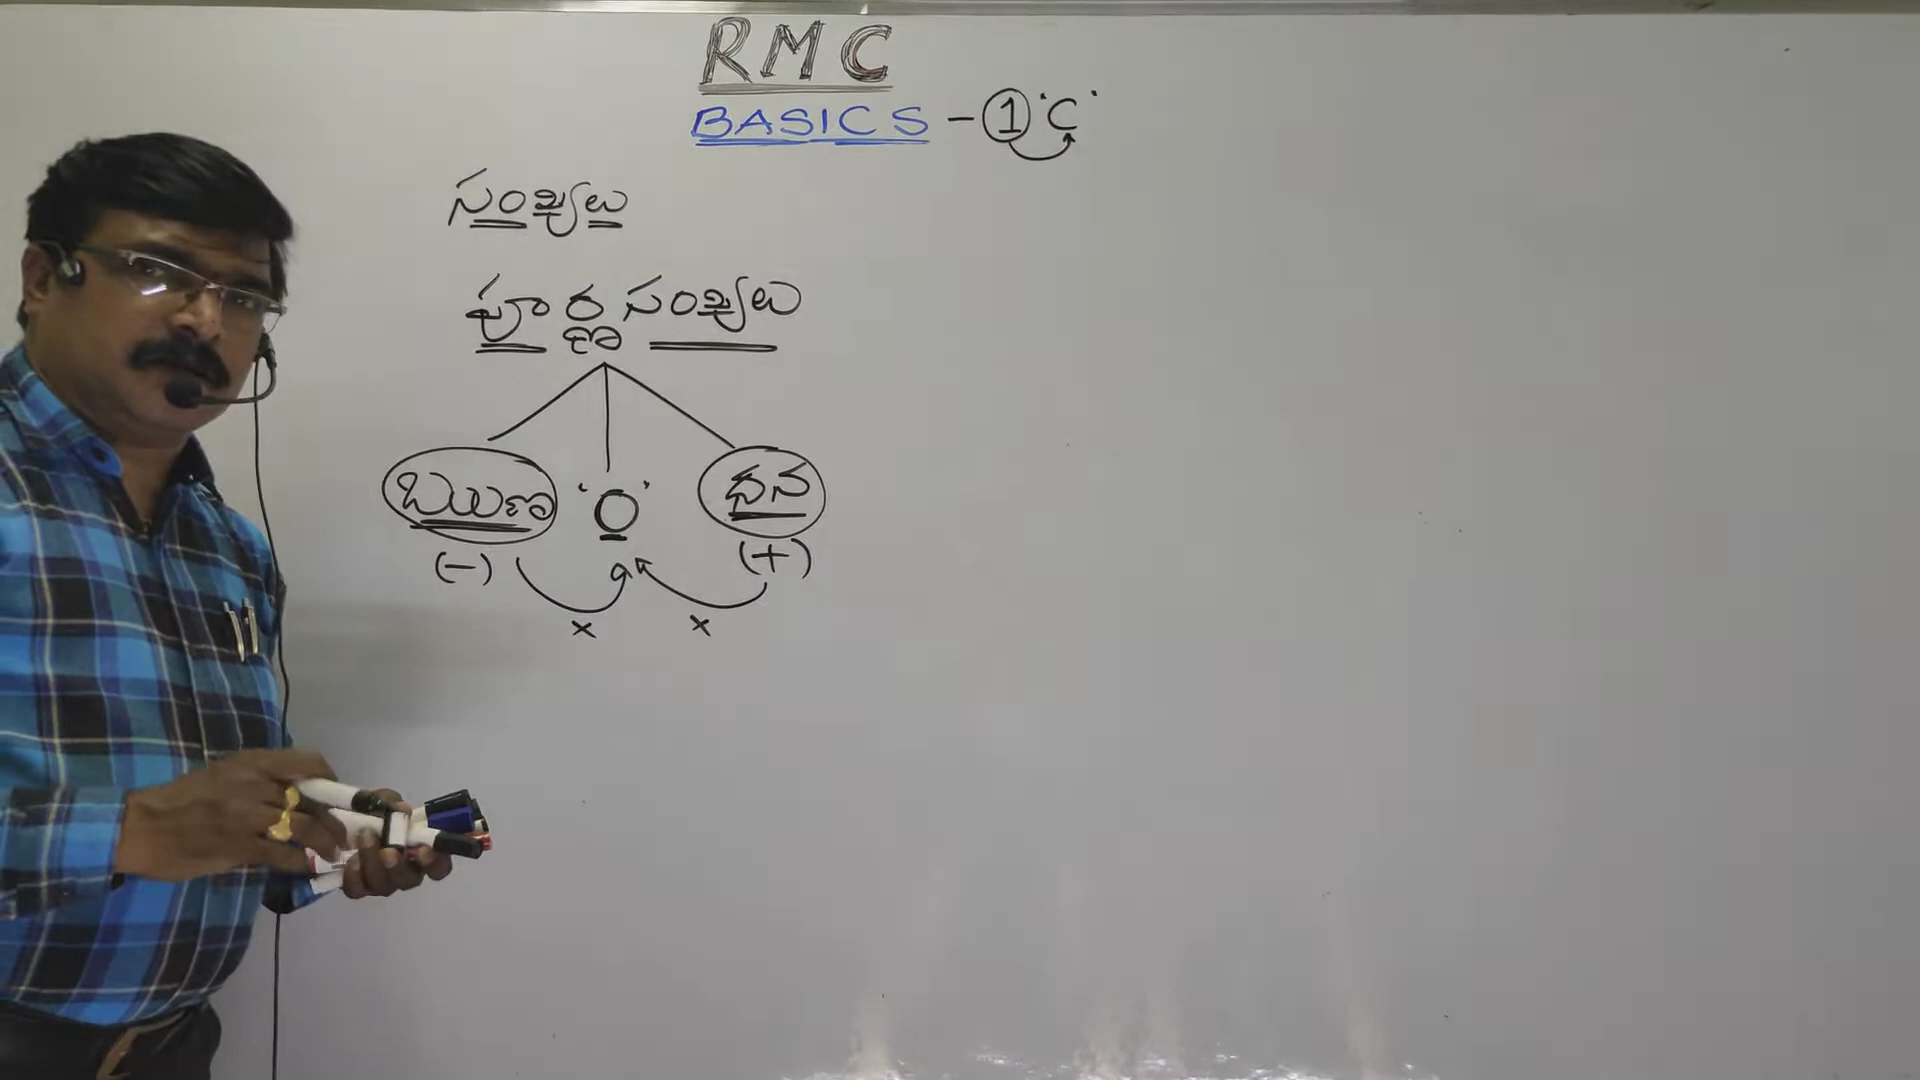 RMC
BASICS - 1 'C'
సంఖ్యలు
పూర్ణ సంఖ్యలు
ఋణ '0' ధన
(-) (+)
x x